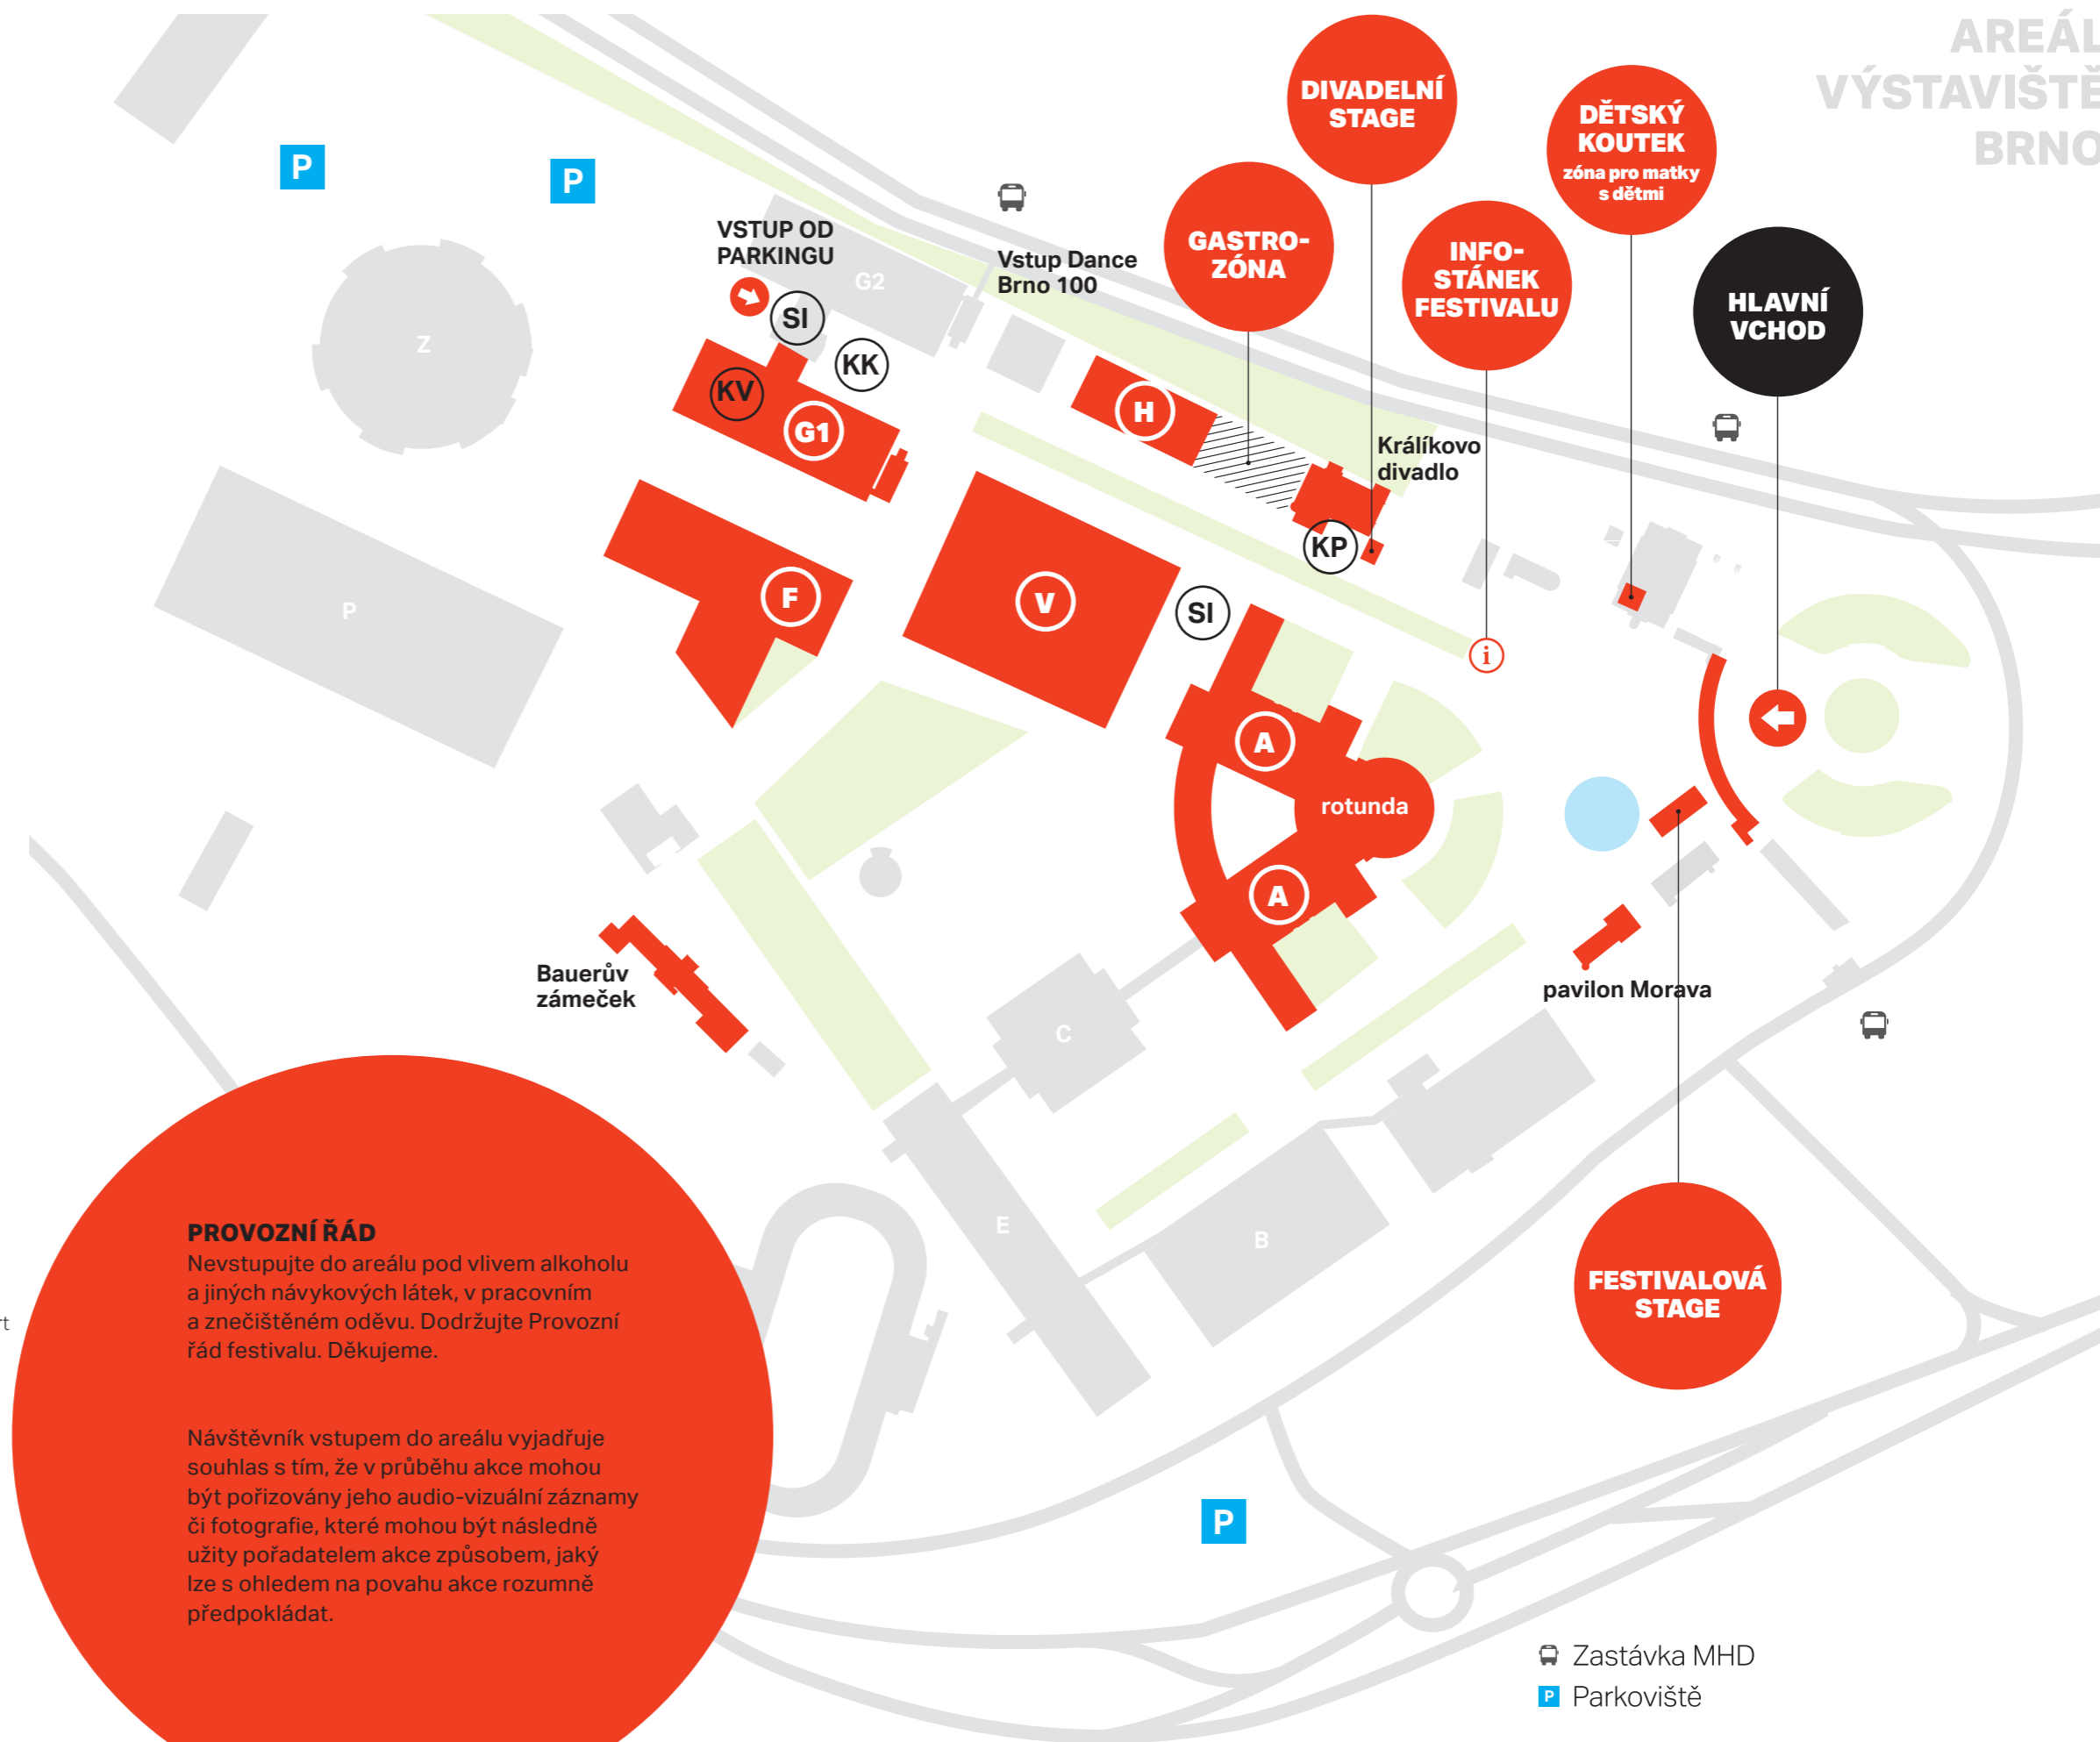 AREÁL
VÝSTAVIŠTĚ
BRNO
DIVADELNÍ
STAGE
DĚTSKÝ
KOUTEK
zóna pro matky
s dětmi
GASTRO-
ZÓNA
INFO-
STÁNEK
FESTIVALU
HLAVNÍ
VCHOD
P
P
VSTUP OD
PARKINGU
Vstup Dance
Brno 100
G2
SI
KK
KV
G1
Z
H
Královo
divadlo
KP
P
F
V
SI
i
A
rotunda
A
Bauerův
zámeček
pavilon Morava
C
E
B
FESTIVALOVÁ
STAGE
PROVOZNÍ ŘÁD
Nevstupujte do areálu pod vlivem alkoholu
a jiných návykových látek, v pracovním
a znečištěném oděvu. Dodržujte Provozní
řád festivalu. Děkujeme.
Návštěvník vstupem do areálu vyjadřuje
souhlas s tím, že v průběhu akce mohou
být pořizovány jeho audio-vizuální záznamy
či fotografie, které mohou být následně
užity pořadatelem akce způsobem, jaký
lze s ohledem na povahu akce rozumně
předpokládat.
P
Zastávka MHD
P Parkoviště